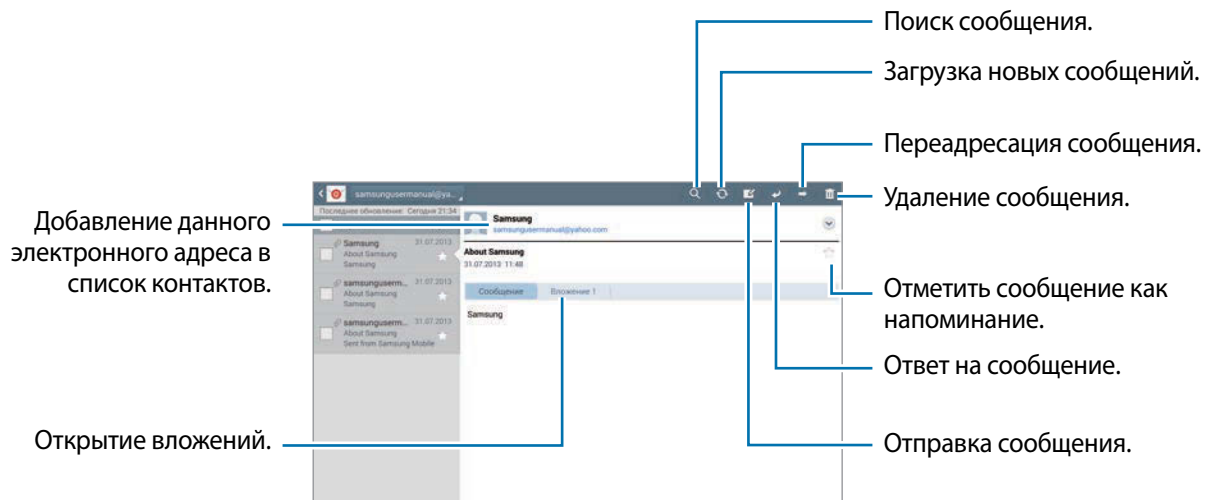 Поиск сообщения.
Загрузка новых сообщений.
Переадресация сообщения.
Удаление сообщения.
Добавление данного
электронного адреса в
список контактов.
Отметить сообщение как
напоминание.
Ответ на сообщение.
Открытие вложений.
Отправка сообщения.
samsungusermanual@ya...
Последнее обновление: Сегодня 21:34
Samsung 31.07.2013
About Samsung
Samsung
samsunguserm... 31.07.2013
About Samsung
Samsung
samsunguserm... 31.07.2013
About Samsung
Sent from Samsung Mobile
Samsung
samsungusermanual@yahoo.com
About Samsung
31.07.2013 11:48
Сообщение Вложение 1
Samsung